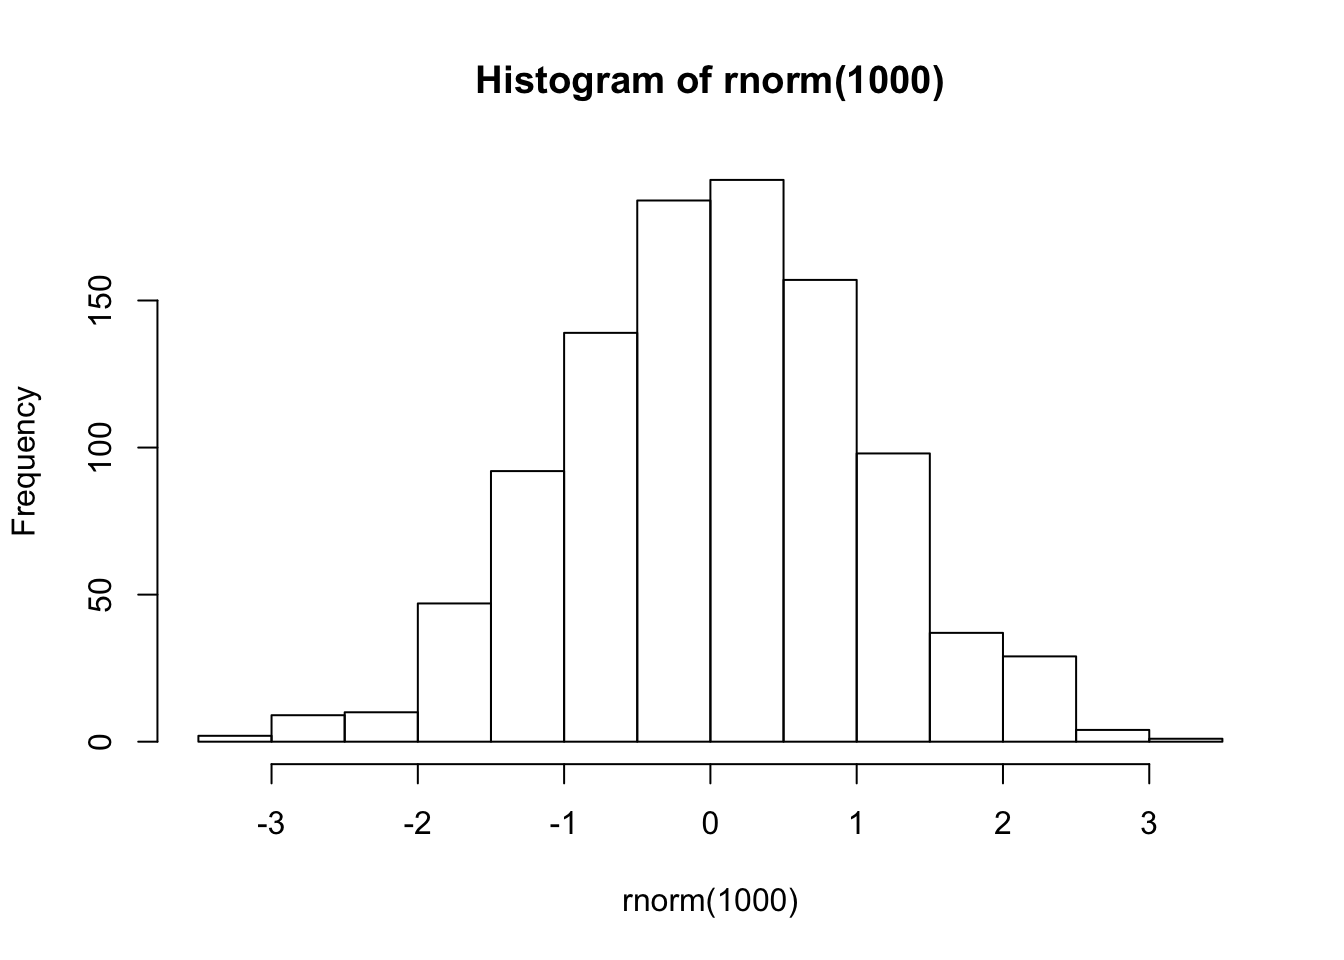 Histogram of rnorm(1000)
Frequency
150
100
50
0
-3 -2 -1 0 1 2 3
rnorm(1000)